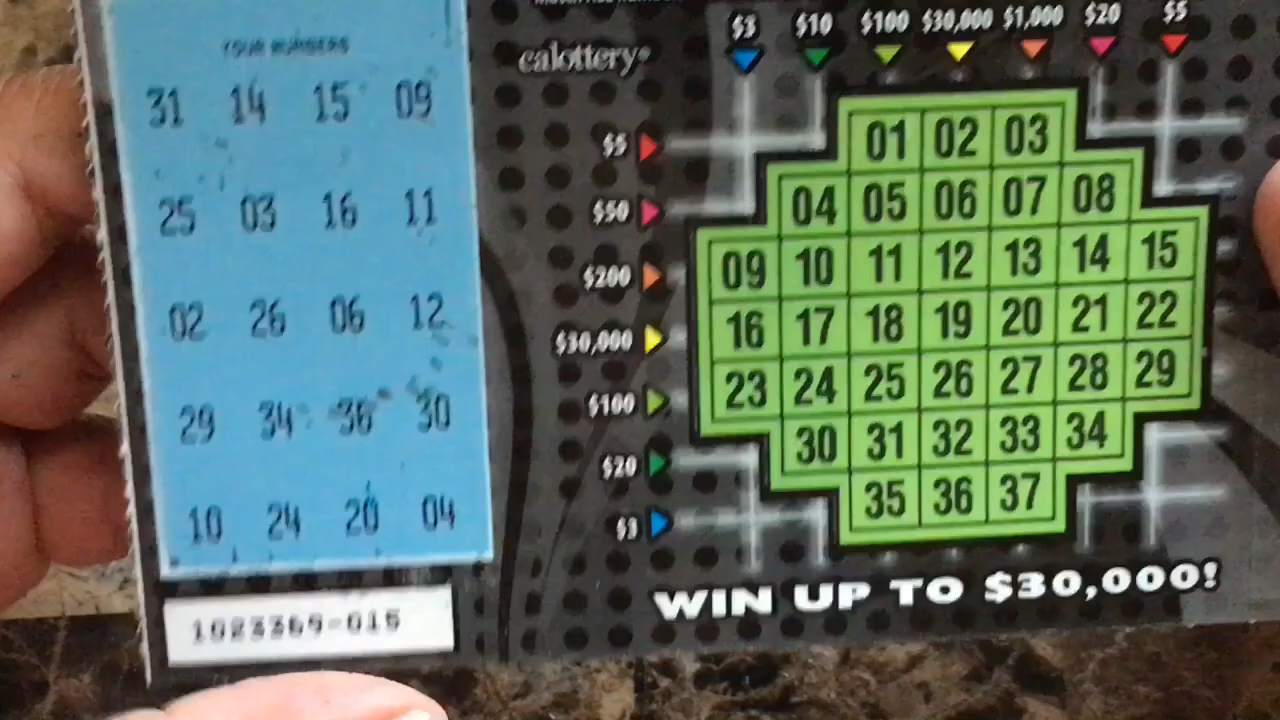 YOUR NUMBERS
31 14 15 09
25 03 16 11
02 26 06 12
29 34 36 30
10 24 20 04
1023369-015
calottery
$3 $10 $100 $30,000 $1,000 $20 $5
$5
$50
$200
$30,000
$100
$20
$3
01 02 03
04 05 06 07 08
09 10 11 12 13 14 15
16 17 18 19 20 21 22
23 24 25 26 27 28 29
30 31 32 33 34
35 36 37
WIN UP TO $30,000!